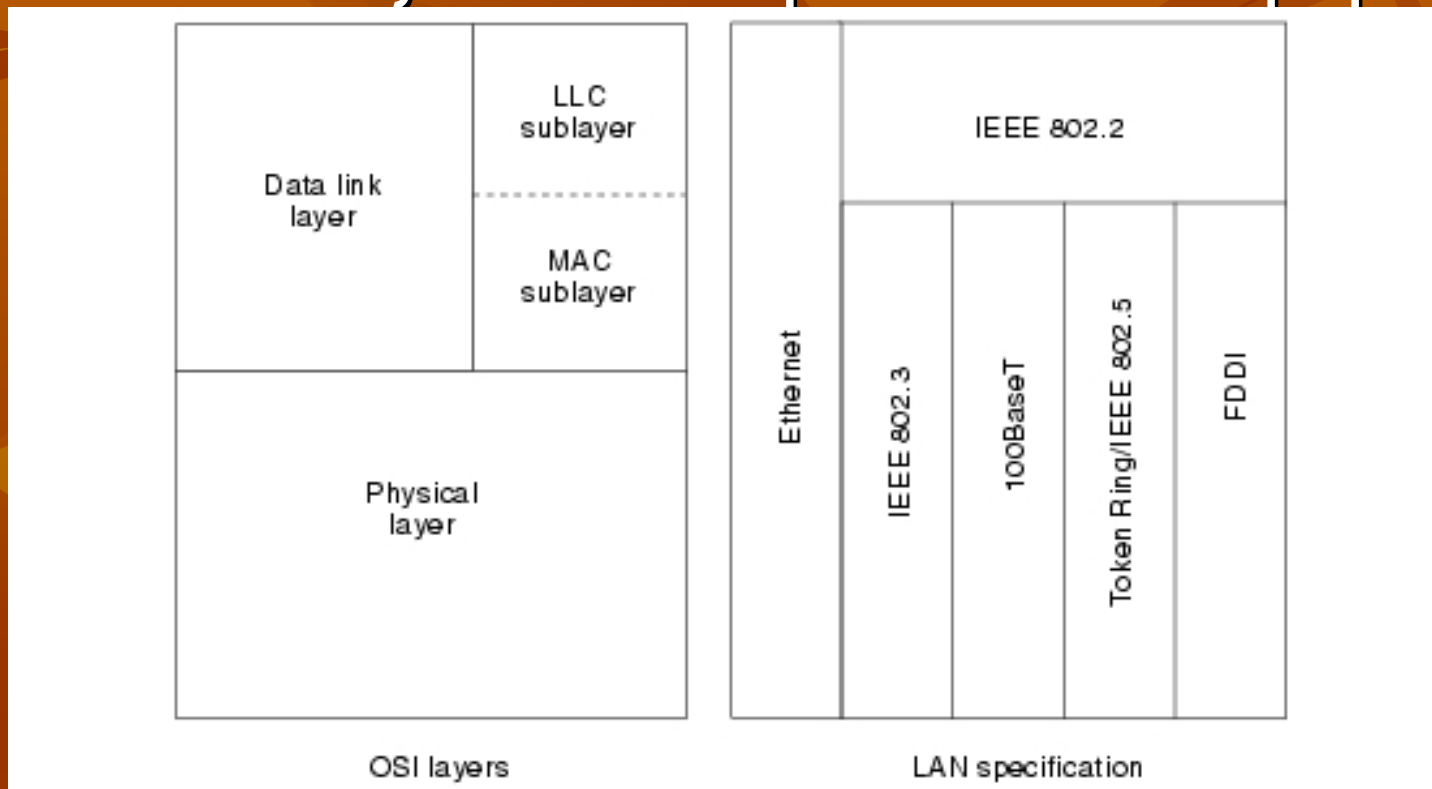 LLC
sublayer
Data link
layer
MAC
sublayer
Physical
layer
OSI layers
IEEE 802.2
Ethernet
IEEE 802.3
100BaseT
Token Ring/IEEE 802.5
FDDI
LAN specification